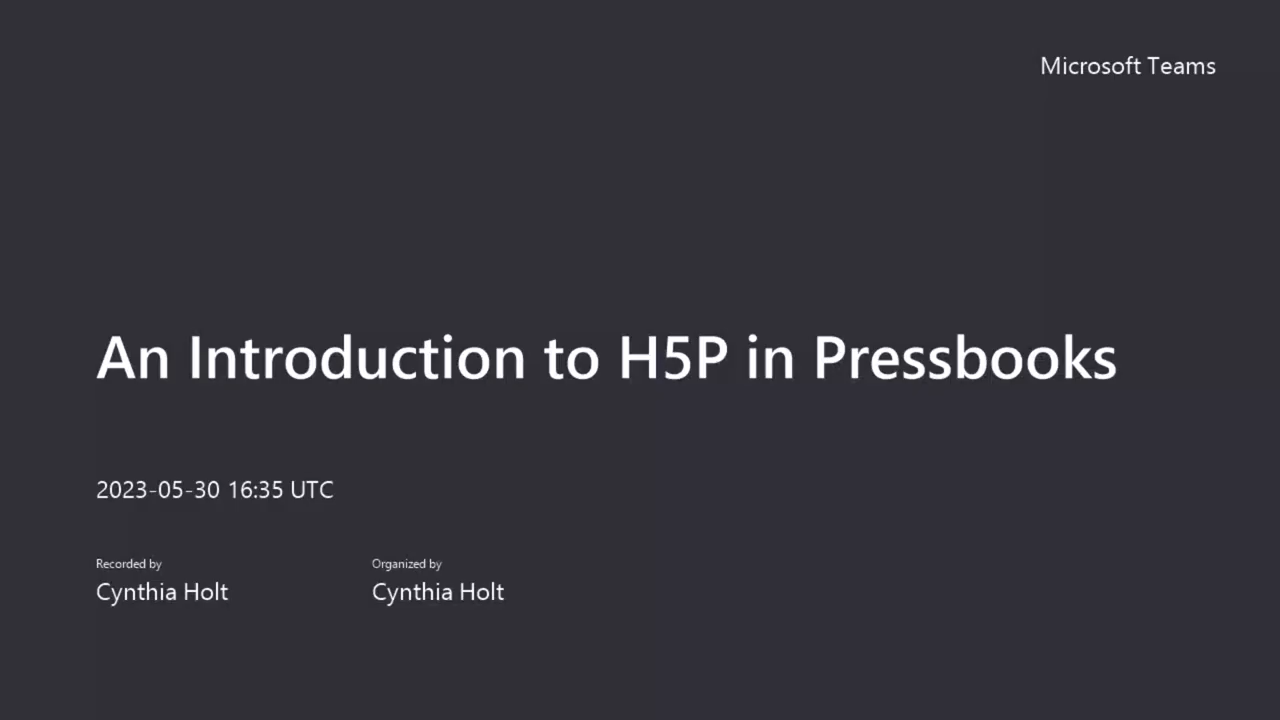 Microsoft Teams
An Introduction to H5P in Pressbooks
2023-05-30 16:35 UTC
Recorded by
Cynthia Holt
Organized by
Cynthia Holt